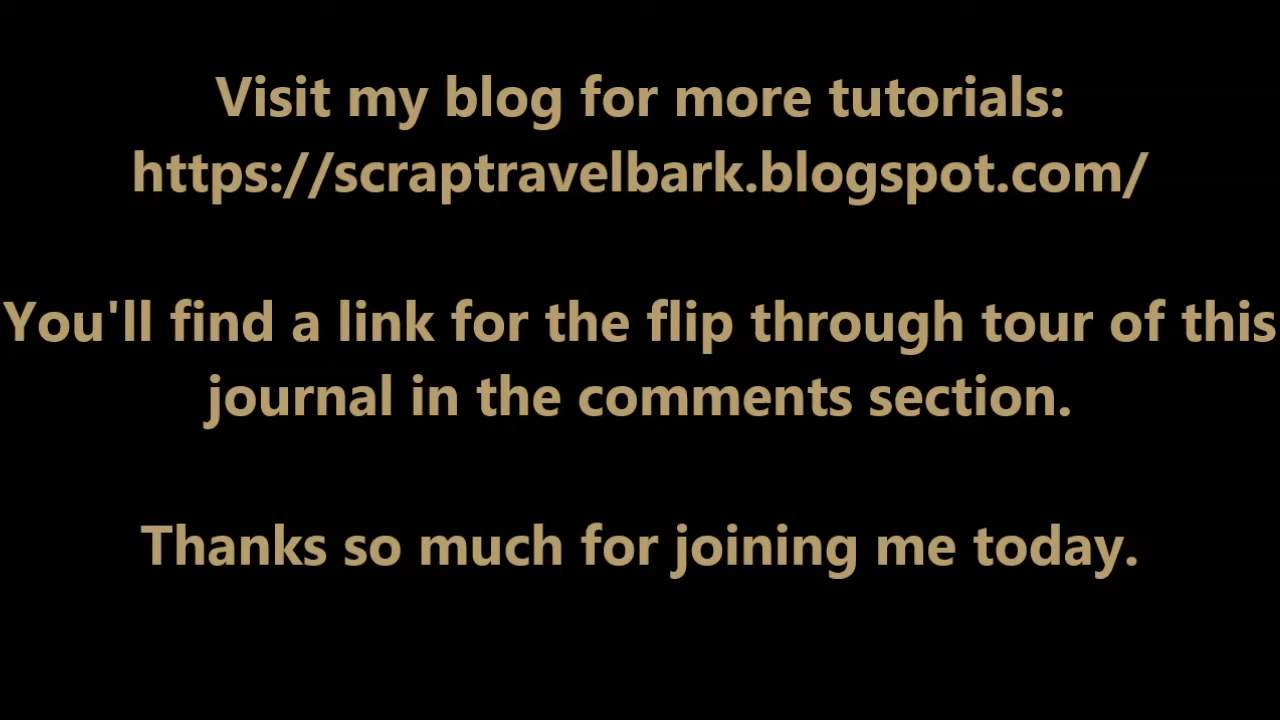 Visit my blog for more tutorials:
https://scraptravelbark.blogspot.com/
You'll find a link for the flip through tour of this
journal in the comments section.
Thanks so much for joining me today.